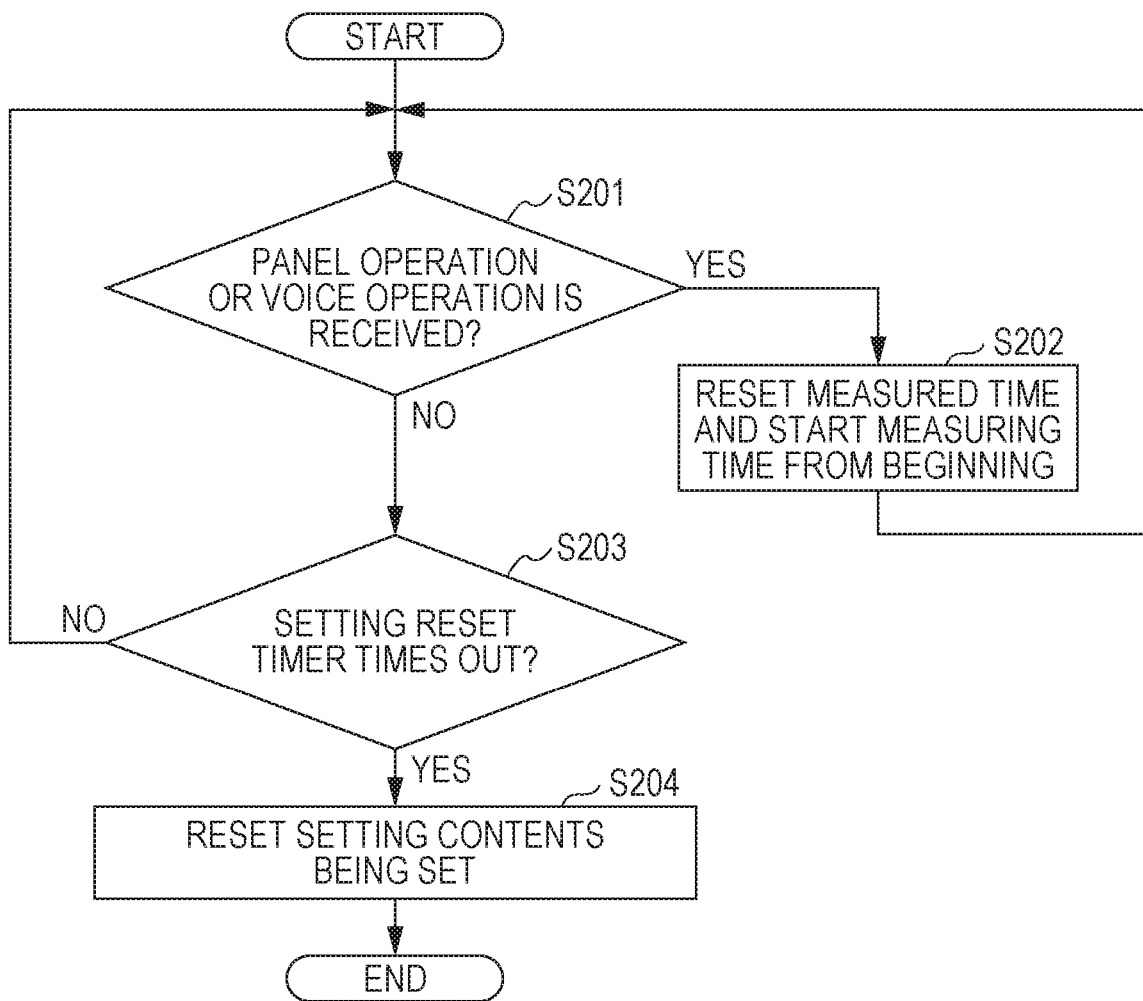 START
S201
PANEL OPERATION
OR VOICE OPERATION IS
RECEIVED?
YES
NO
S202
RESET MEASURED TIME
AND START MEASURING
TIME FROM BEGINNING
S203
SETTING RESET
TIMER TIMES OUT?
NO
YES
S204
RESET SETTING CONTENTS
BEING SET
END